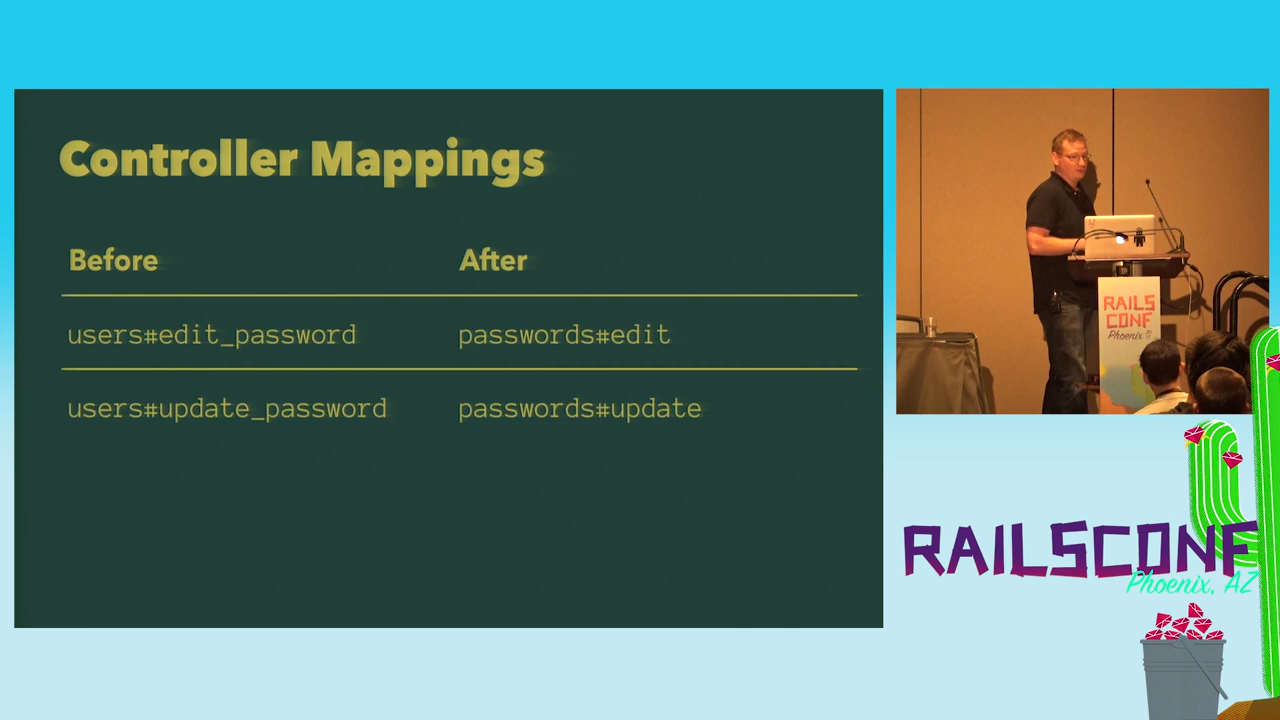 Controller Mappings
Before After
users#edit_password passwords#edit
users#update_password passwords#update
RAILS
CONF
Phoenix
RAILSCONF
Phoenix, AZ